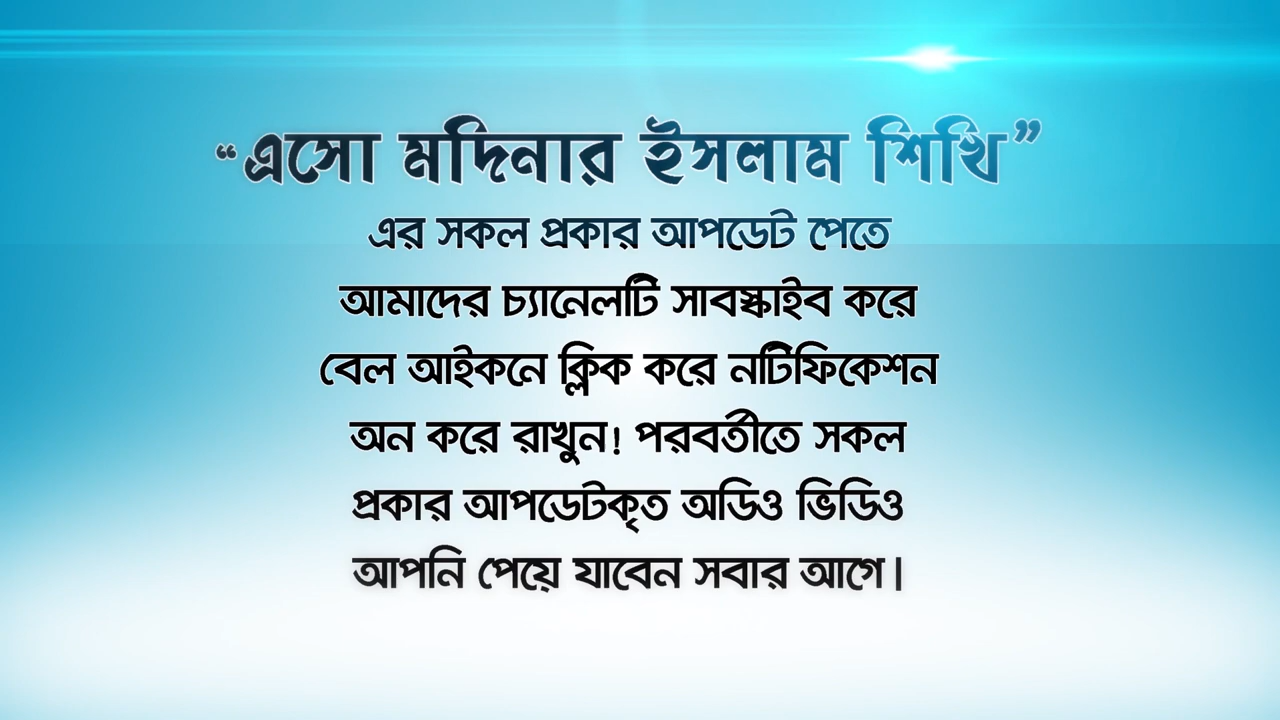 “এসো মদিনার ইসলাম শিখি”
এর সকল প্রকার আপডেট পেতে
আমাদের চ্যানেলটি সাবস্কাইব করে
বেল আইকনে ক্লিক করে নটিফিকেশন
অন করে রাখুন! পরবর্তীতে সকল
প্রকার আপডেটকৃত অডিও ভিডিও
আপনি পেয়ে যাবেন সবার আগে।